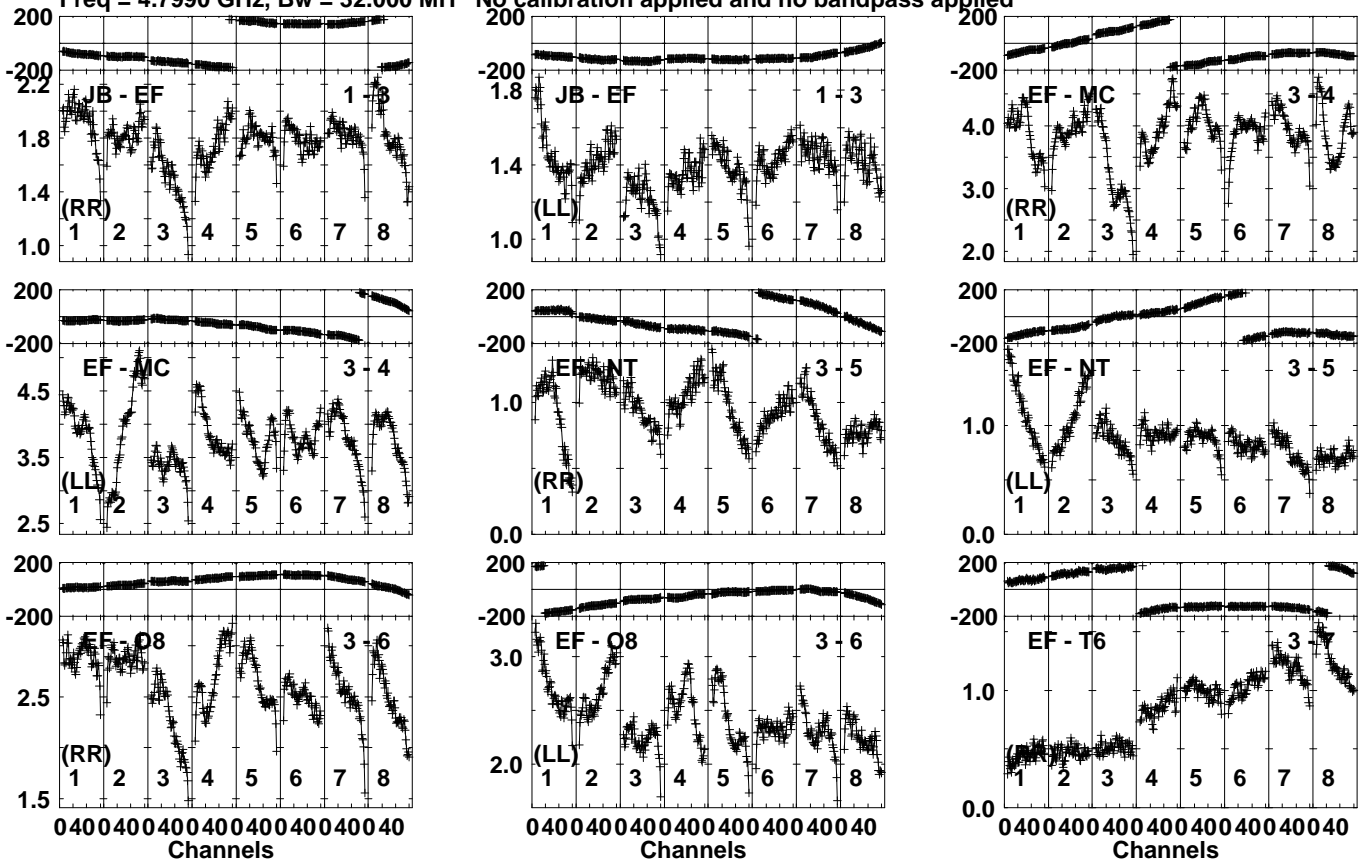 Freq = 4.7990 GHz, Bw = 32.000 MH No calibration applied and no bandpass applied
200
-200
2.2
1.8
1.4
1.0
JB - EF 1 - 3
(RR)
1 2 3 4 5 6 7 8
200
-200
1.8
1.4
1.0
JB - EF 1 - 3
(LL)
1 2 3 4 5 6 7 8
200
-200
4.0
3.0
2.0
EF - MC 3 - 4
(RR)
1 2 3 4 5 6 7 8
200
-200
4.5
3.5
2.5
EF - MC 3 - 4
(LL)
1 2 3 4 5 6 7 8
200
-200
1.0
0.0
EF - NT 3 - 5
(RR)
1 2 3 4 5 6 7 8
200
-200
1.0
0.0
EF - NT 3 - 5
(LL)
1 2 3 4 5 6 7 8
200
-200
2.5
1.5
EF - O8 3 - 6
(RR)
1 2 3 4 5 6 7 8
0 40 0 40 0 40 0 40 0 40 0 40 0 40 0 40
Channels
200
-200
3.0
2.0
EF - O8 3 - 6
(LL)
1 2 3 4 5 6 7 8
0 40 0 40 0 40 0 40 0 40 0 40 0 40 0 40
Channels
200
-200
1.0
0.0
EF - T6 3 - 7
(RR)
1 2 3 4 5 6 7 8
0 40 0 40 0 40 0 40 0 40 0 40 0 40 0 40
Channels